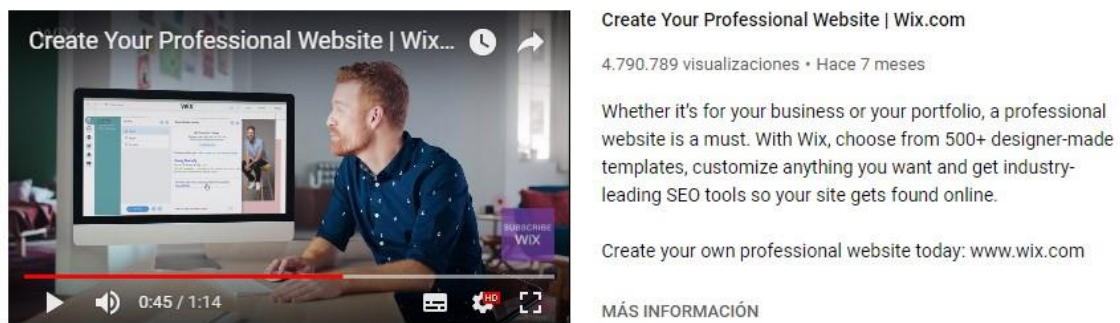 Create Your Professional Website | Wix...
WiX
SUBSCRIBE
WiX
0:45 / 1:14
HD
Create Your Professional Website | Wix.com
4.790.789 visualizaciones • Hace 7 meses
Whether it's for your business or your portfolio, a professional
website is a must. With Wix, choose from 500+ designer-made
templates, customize anything you want and get industry-
leading SEO tools so your site gets found online.
Create your own professional website today: www.wix.com
MÁS INFORMACIÓN